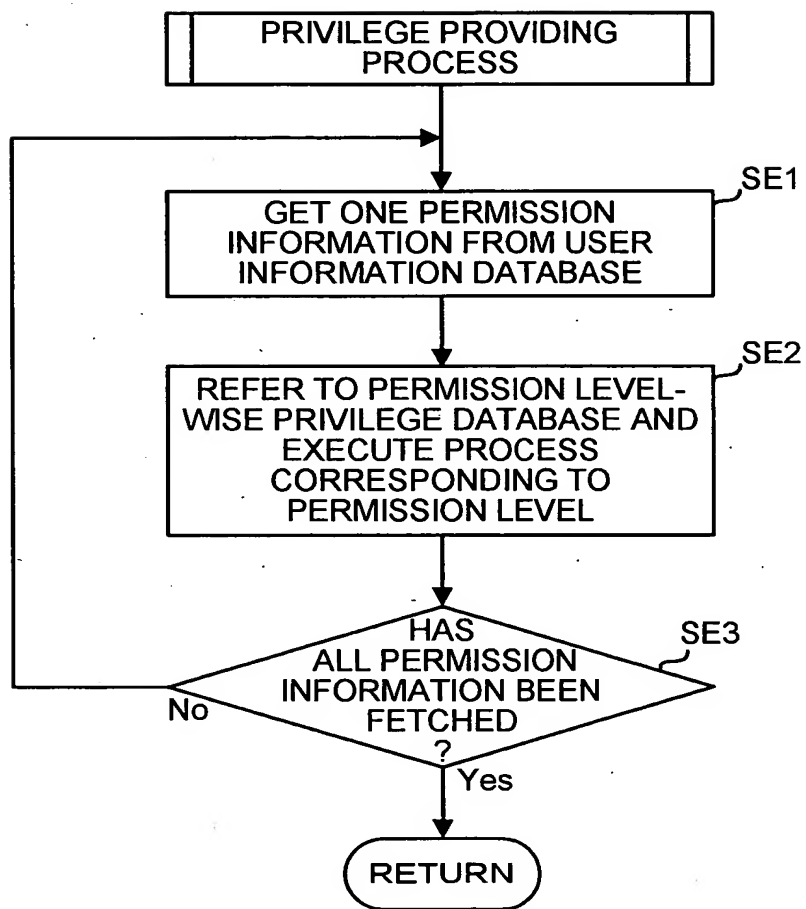 PRIVILEGE PROVIDING
PROCESS
SE1
GET ONE PERMISSION
INFORMATION FROM USER
INFORMATION DATABASE
SE2
REFER TO PERMISSION LEVEL-
WISE PRIVILEGE DATABASE AND
EXECUTE PROCESS
CORRESPONDING TO
PERMISSION LEVEL
SE3
HAS
ALL PERMISSION
INFORMATION BEEN
FETCHED
?
No
Yes
RETURN